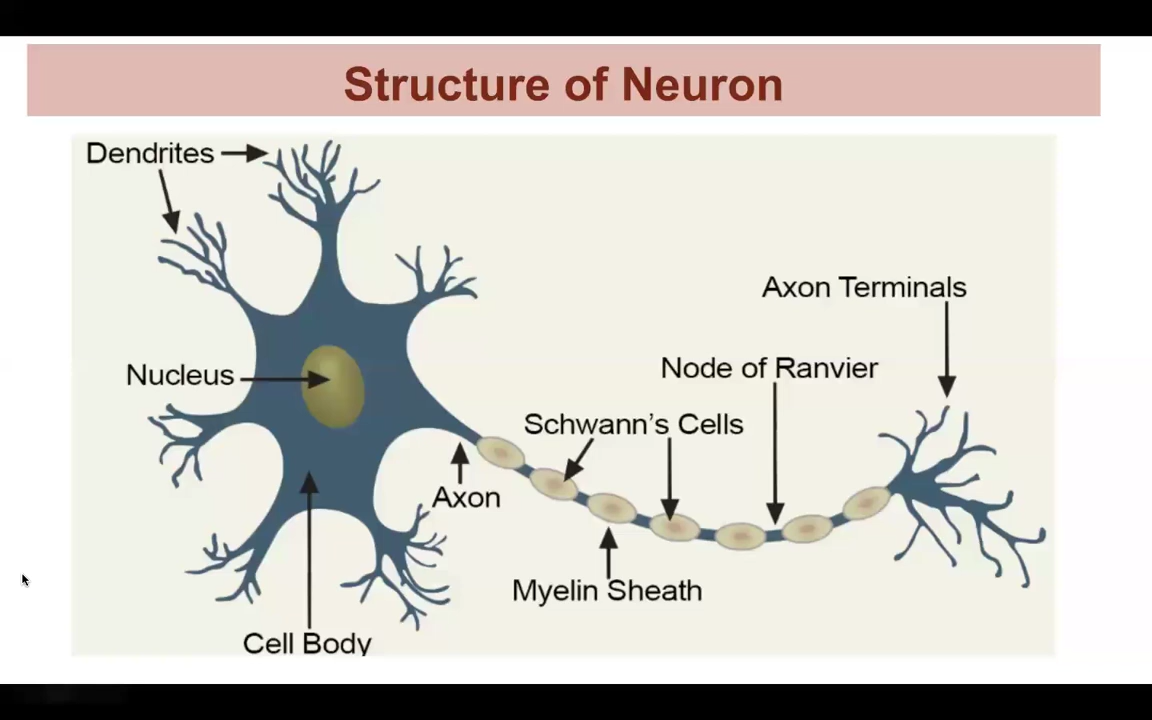 Structure of Neuron
Dendrites
Axon Terminals
Node of Ranvier
Nucleus
Schwann's Cells
Axon
Myelin Sheath
Cell Body